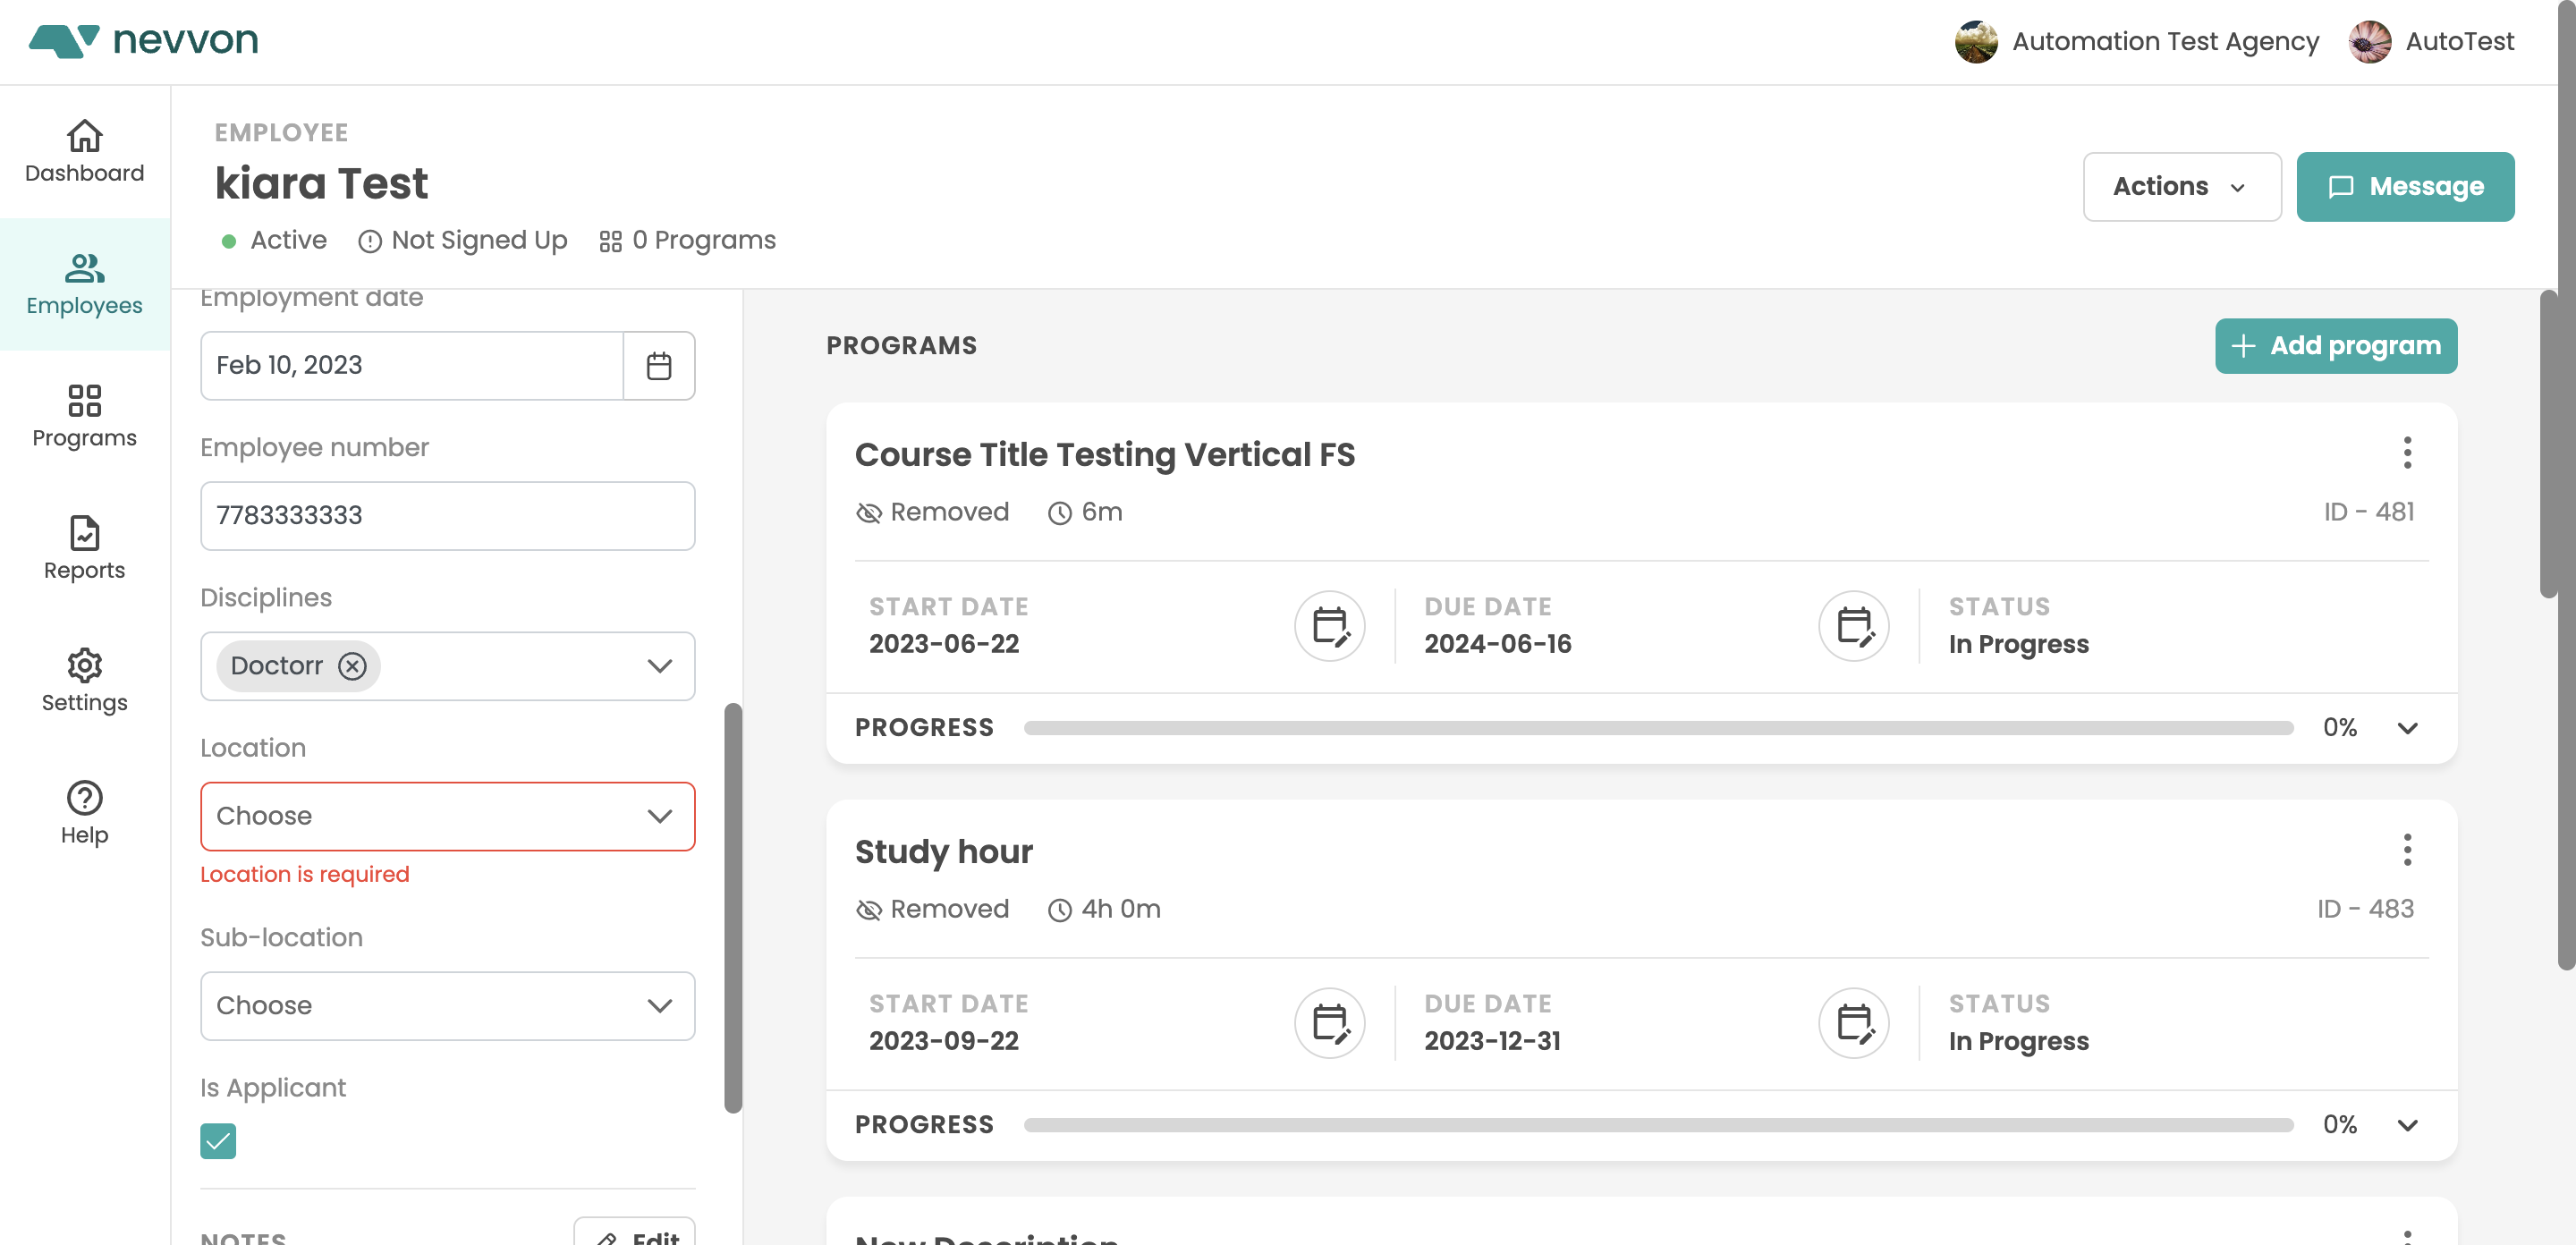 nevvon
Automation Test Agency
AutoTest
Dashboard
Employees
Programs
Reports
Settings
Help
EMPLOYEE
kiara Test
Active
Not Signed Up
0 Programs
Actions
Message
Employment date
Feb 10, 2023
Employee number
7783333333
Disciplines
Doctorr
Location
Choose
Location is required
Sub-location
Choose
Is Applicant
NOTES
Edit
PROGRAMS
Add program
Course Title Testing Vertical FS
Removed
6m
ID - 481
START DATE
2023-06-22
DUE DATE
2024-06-16
STATUS
In Progress
PROGRESS
0%
Study hour
Removed
4h 0m
ID - 483
START DATE
2023-09-22
DUE DATE
2023-12-31
STATUS
In Progress
PROGRESS
0%
New Description